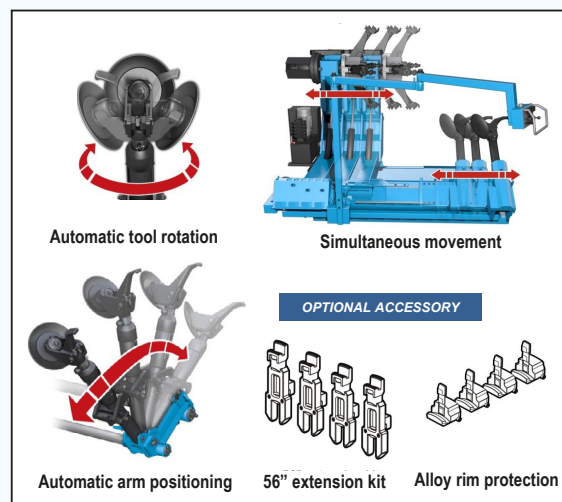 Automatic tool rotation
Simultaneous movement
OPTIONAL ACCESSORY
Automatic arm positioning
56” extension kit
Alloy rim protection